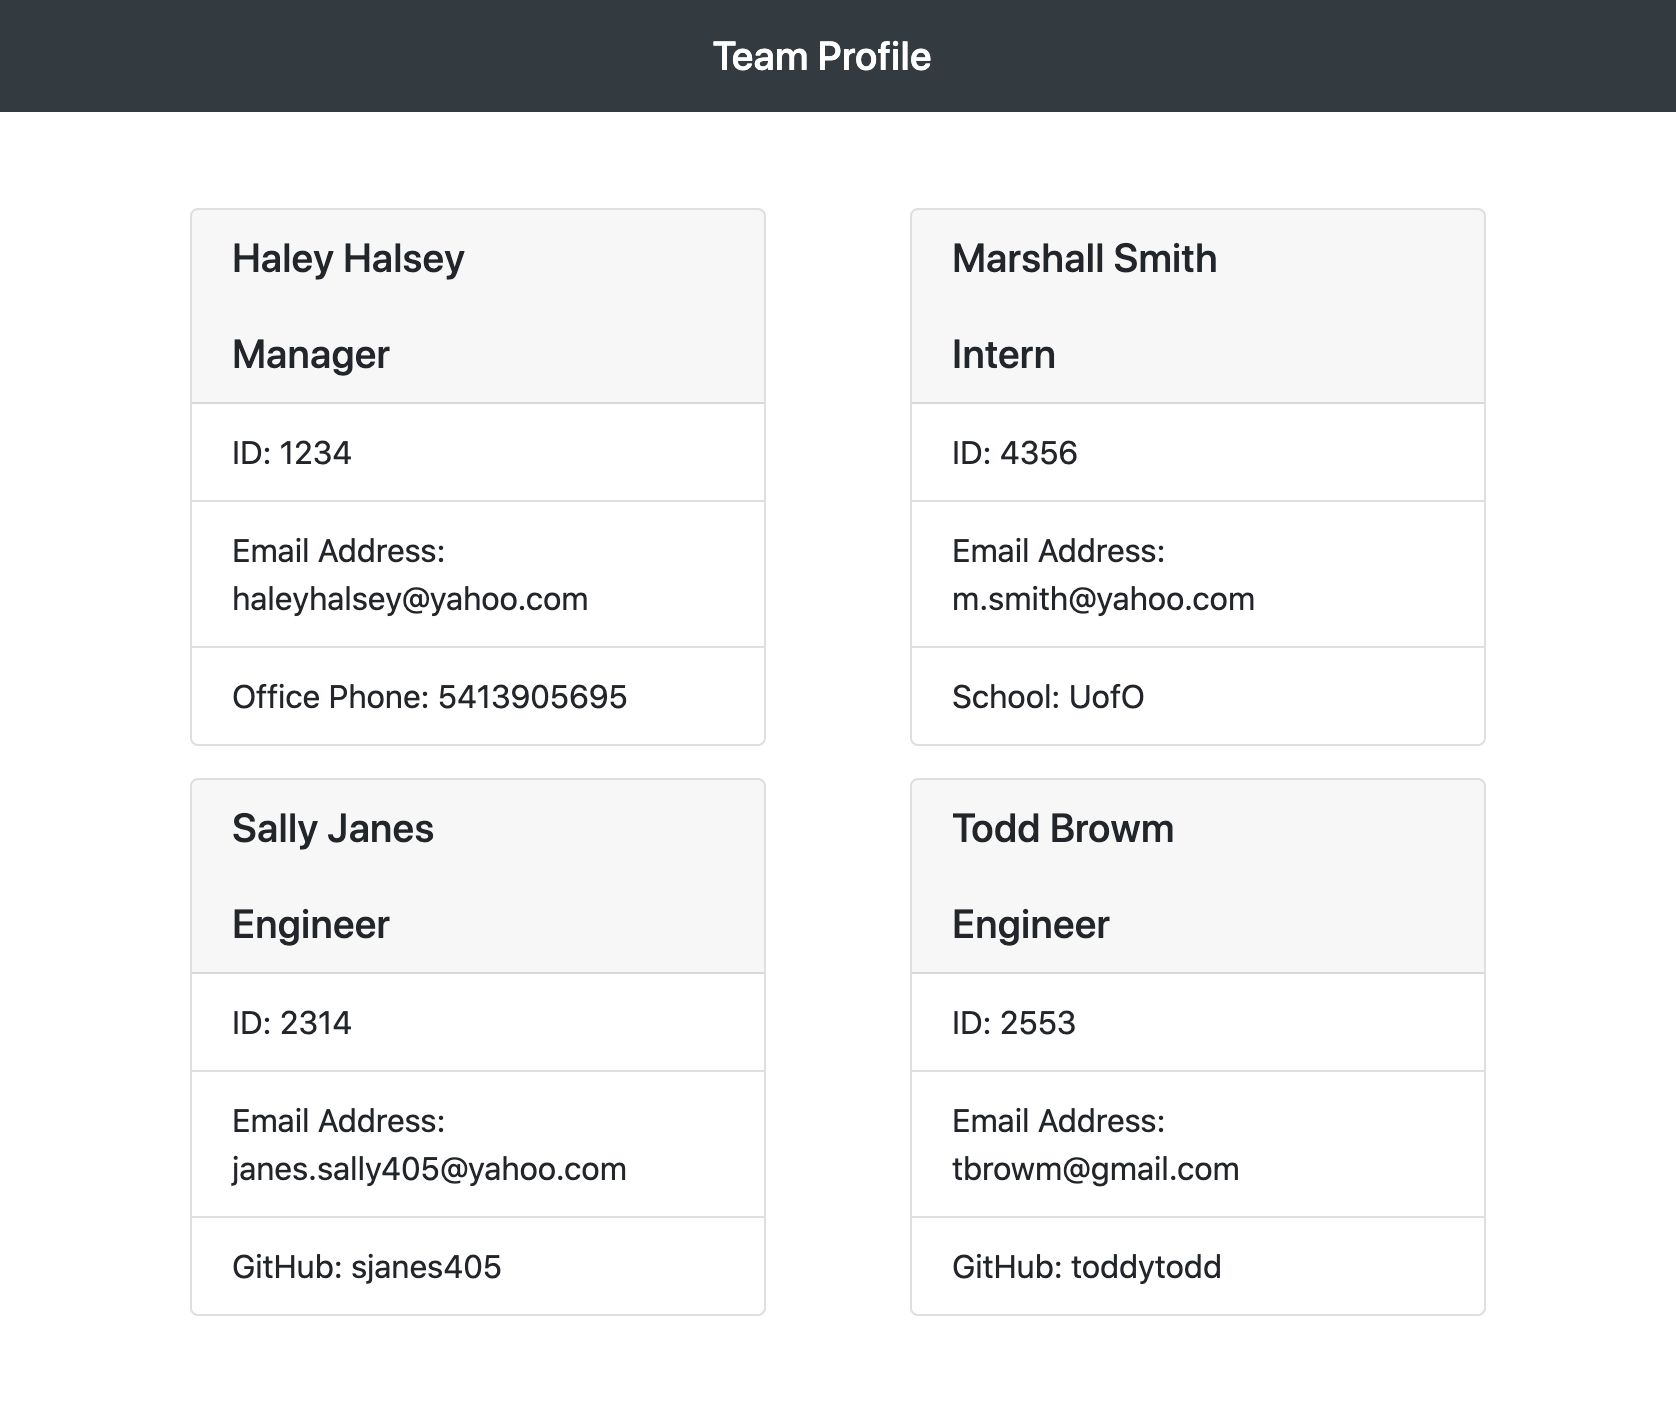 Team Profile
Haley Halsey
Manager
ID: 1234
Email Address:
haleyhalsey@yahoo.com
Office Phone: 5413905695
Marshall Smith
Intern
ID: 4356
Email Address:
m.smith@yahoo.com
School: UofO
Sally Janes
Engineer
ID: 2314
Email Address:
janes.sally405@yahoo.com
GitHub: sjanes405
Todd Browm
Engineer
ID: 2553
Email Address:
tbrowm@gmail.com
GitHub: toddytodd